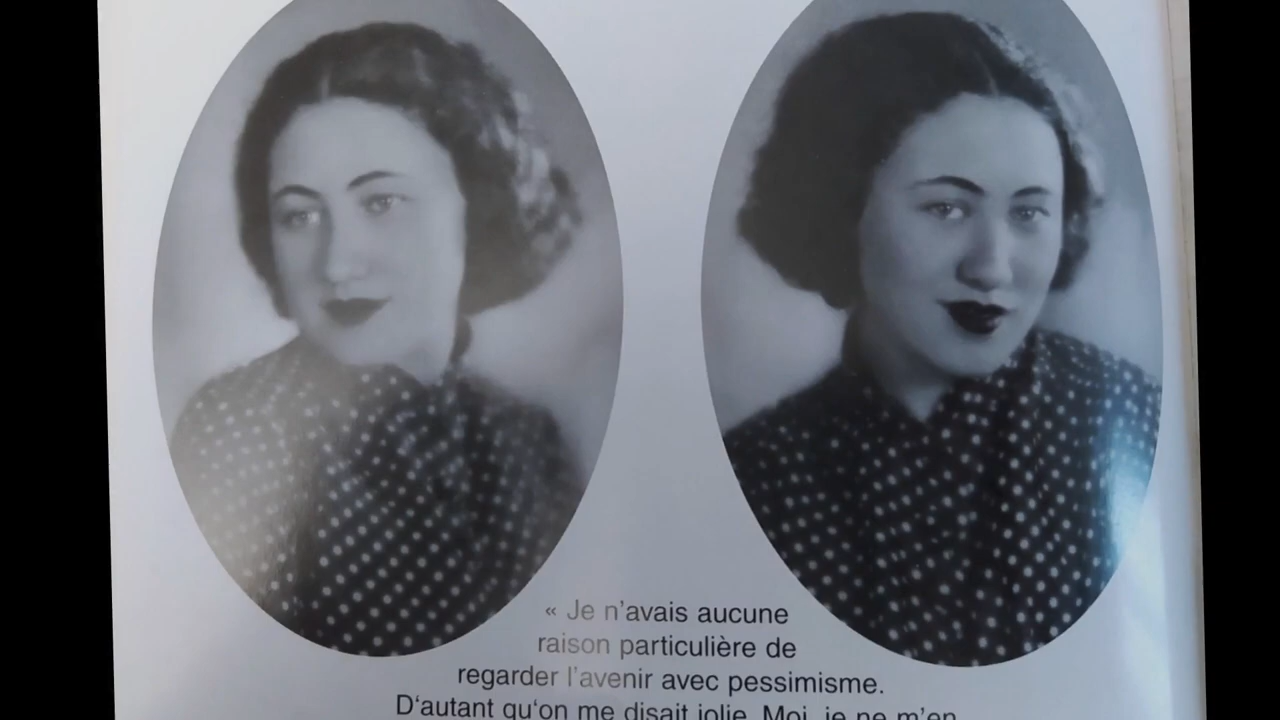 « Je n’avais aucune
raison particulière de
regarder l’avenir avec pessimisme.
D‘autant qu‘on me disait jolie. Moi, je ne m’en